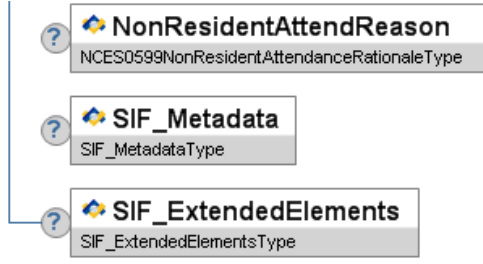 ? NonResidentAttendReason
NCES0599NonResidentAttendanceRationaleType
? SIF_Metadata
SIF_MetadataType
? SIF_ExtendedElements
SIF_ExtendedElementsType